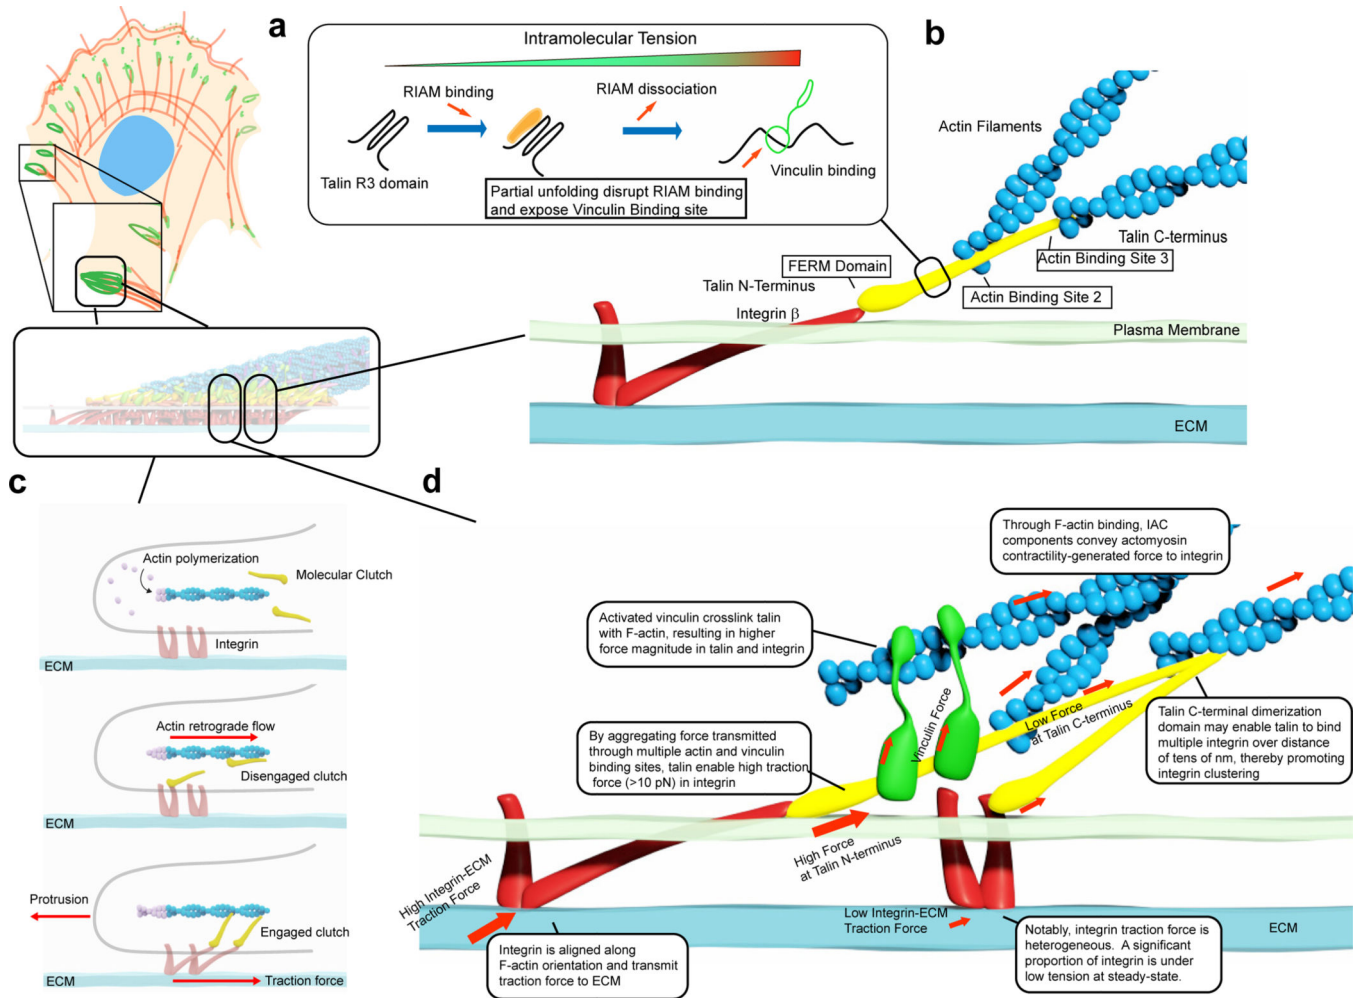 a
Intramolecular Tension
RIAM binding
RIAM dissociation
Talin R3 domain
Vinculin binding
Partial unfolding disrupt RIAM binding
and expose Vinculin Binding site
b
Actin Filaments
Talin C-terminus
Actin Binding Site 3
FERM Domain
Talin N-Terminus
Actin Binding Site 2
Integrin β
Plasma Membrane
ECM
c
Actin polymerization
Molecular Clutch
Integrin
ECM
Actin retrograde flow
Disengaged clutch
ECM
Protrusion
Engaged clutch
ECM
Traction force
d
Through F-actin binding, IAC
components convey actomyosin
contractility-generated force to integrin
Activated vinculin crosslink talin
with F-actin, resulting in higher
force magnitude in talin and integrin
By aggregating force transmitted
through multiple actin and vinculin
binding sites, talin enable high traction
force (>10 pN) in integrin
Vinculin Force
Low Force
at Talin C-terminus
Talin C-terminal dimerization
domain may enable talin to bind
multiple integrin over distance
of tens of nm, thereby promoting
integrin clustering
High Force
at Talin N-terminus
High Integrin-ECM
Traction Force
Integrin is aligned along
F-actin orientation and transmit
traction force to ECM
Low Integrin-ECM
Traction Force
Notably, integrin traction force is
heterogeneous. A significant
proportion of integrin is under
low tension at steady-state.
ECM